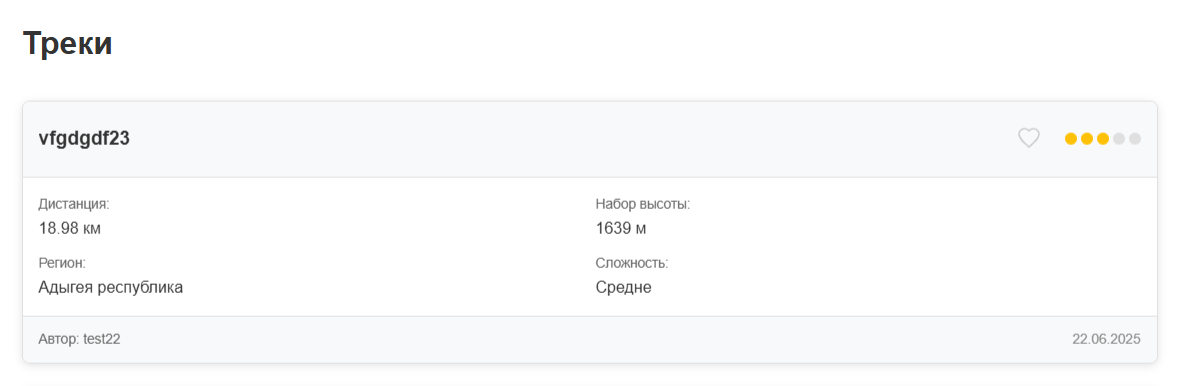 Треки
vfgdgdf23
Дистанция:
18.98 км
Набор высоты:
1639 м
Регион:
Адыгея республика
Сложность:
Средне
Автор: test22
22.06.2025